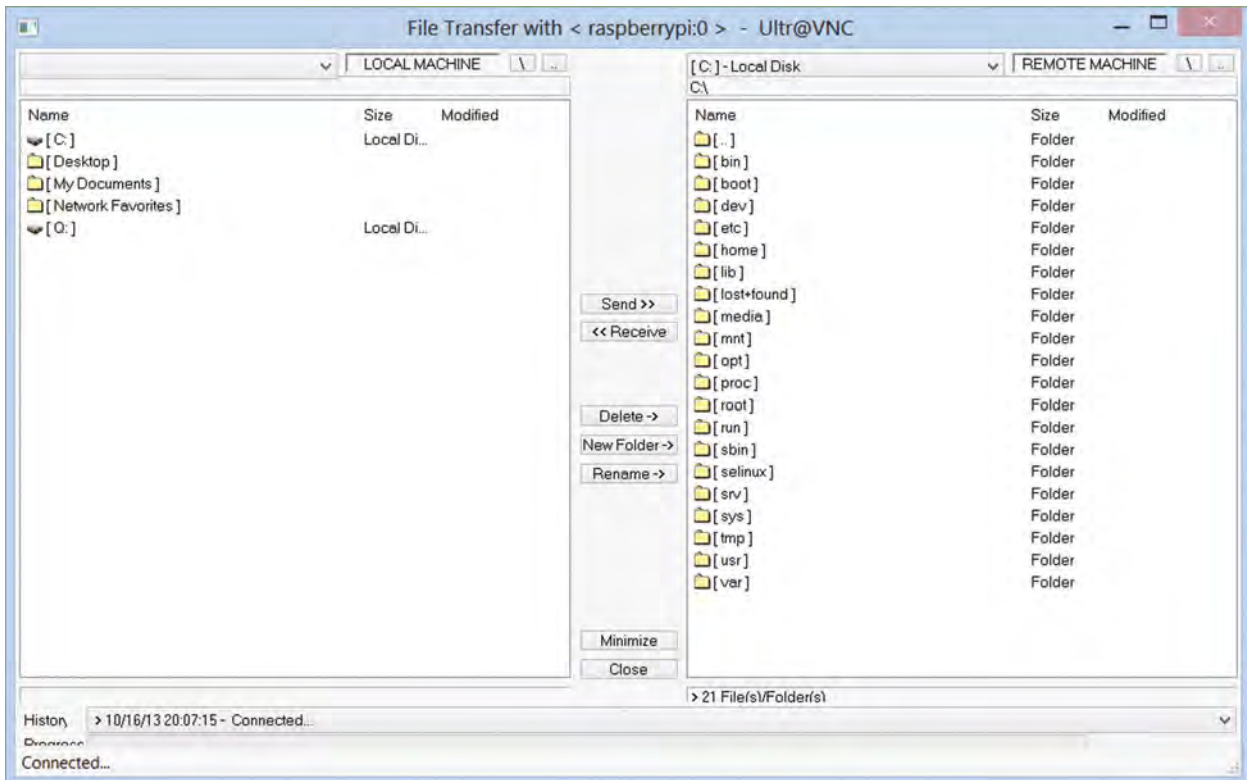 File Transfer with < raspberrypi:0 > - Ultr@VNC
LOCAL MACHINE \ ..
Name Size Modified
[ C: ] Local Di...
[ Desktop ]
[ My Documents ]
[ Network Favorites ]
[ Q: ] Local Di...
Send >>
<< Receive
Delete ->
New Folder ->
Rename ->
Minimize
Close
[ C: ] - Local Disk REMOTE MACHINE \ ..
C:\
Name Size Modified
[ .. ] Folder
[ bin ] Folder
[ boot ] Folder
[ dev ] Folder
[ etc ] Folder
[ home ] Folder
[ lib ] Folder
[ lost+found ] Folder
[ media ] Folder
[ mnt ] Folder
[ opt ] Folder
[ proc ] Folder
[ root ] Folder
[ run ] Folder
[ sbin ] Folder
[ selinux ] Folder
[ srv ] Folder
[ sys ] Folder
[ tmp ] Folder
[ usr ] Folder
[ var ] Folder
> 21 File(s)/Folder(s)
History > 10/16/13 20:07:15 - Connected...
Progress
Connected...